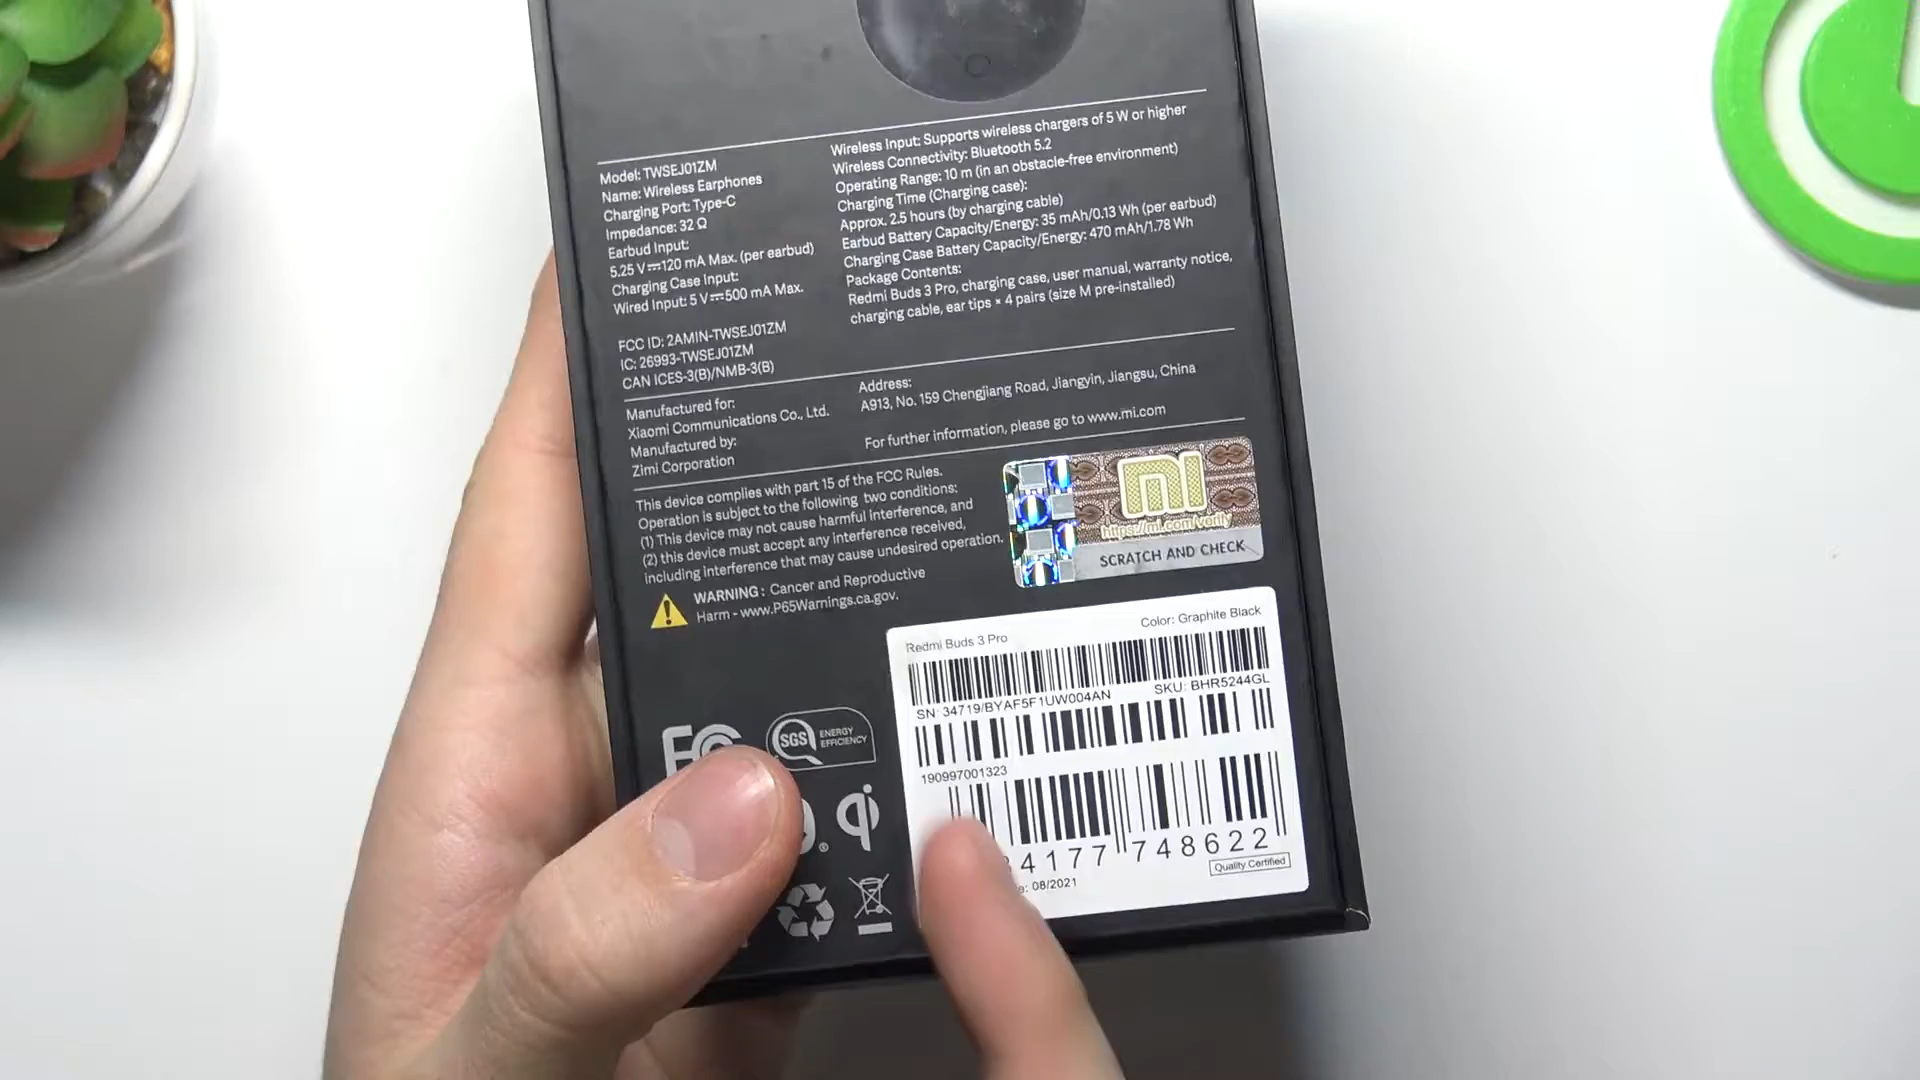 Model: TWSEJ01ZM
Name: Wireless Earphones
Charging Port: Type-C
Impedance: 32 Ω
Earbud Input:
5.25 V⎓120 mA Max. (per earbud)
Charging Case Input:
Wired Input: 5 V⎓500 mA Max.
FCC ID: 2AMIN-TWSEJ01ZM
IC: 26993-TWSEJ01ZM
CAN ICES-3(B)/NMB-3(B)
Wireless Input: Supports wireless chargers of 5 W or higher
Wireless Connectivity: Bluetooth 5.2
Operating Range: 10 m (in an obstacle-free environment)
Charging Time (Charging case):
Approx. 2.5 hours (by charging cable)
Earbud Battery Capacity/Energy: 35 mAh/0.13 Wh (per earbud)
Charging Case Battery Capacity/Energy: 470 mAh/1.78 Wh
Package Contents:
Redmi Buds 3 Pro, charging case, user manual, warranty notice,
charging cable, ear tips × 4 pairs (size M pre-installed)
Manufactured for:
Xiaomi Communications Co., Ltd.
Manufactured by:
Zimi Corporation
Address:
A913, No. 159 Chengjiang Road, Jiangyin, Jiangsu, China
For further information, please go to www.mi.com
This device complies with part 15 of the FCC Rules.
Operation is subject to the following two conditions:
(1) This device may not cause harmful interference, and
(2) this device must accept any interference received,
including interference that may cause undesired operation.
WARNING: Cancer and Reproductive
Harm - www.P65Warnings.ca.gov.
mi
https://mi.com/verify
SCRATCH AND CHECK
Redmi Buds 3 Pro
Color: Graphite Black
SN: 34719/BYAF5F1UW004AN
SKU: BHR5244GL
190997001323
4177 748622
Quality Certified
08/2021
SGS ENERGY
EFFICIENCY
qi